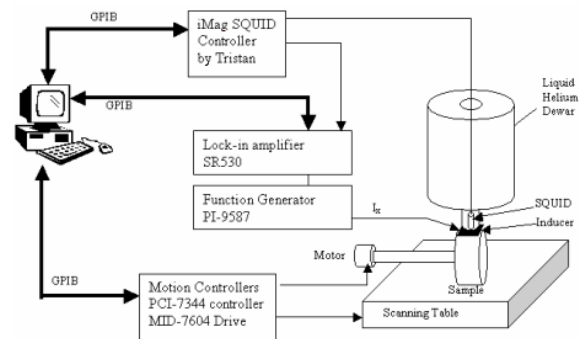 GPIB
iMag SQUID
Controller
by Tristan
GPIB
Liquid
Helium
Dewar
Lock-in amplifier
SR530
Function Generator
PI-9587
Ix
SQUID
Inducer
Motor
GPIB
Motion Controllers
PCI-7344 controller
MID-7604 Drive
Sample
Scanning Table